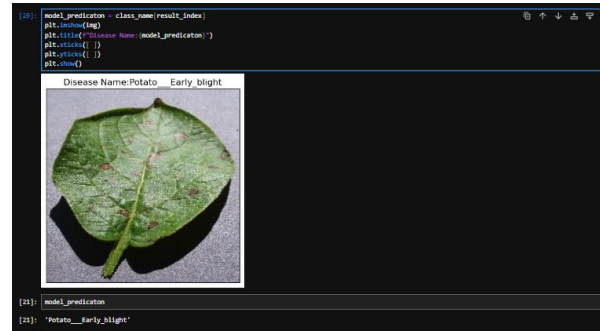 [20]: model_predicaton = class_name[result_index]
plt.imshow(img)
plt.title(f"Disease Name:{model_predicaton}")
plt.xticks([ ])
plt.yticks([ ])
plt.show()
Disease Name:Potato___Early_blight
[21]: model_predicaton
[21]: 'Potato___Early_blight'